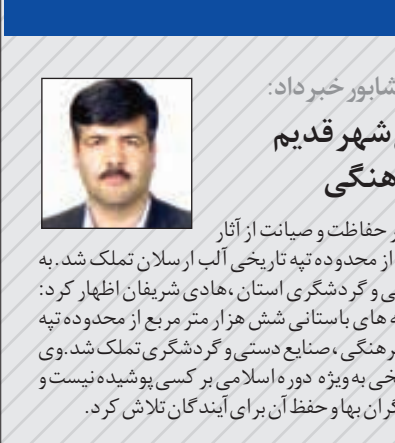 شابور خبر داد:
شهر قدیم
هنگی
ر حفاظت و صیانت از آثار
از محدوده تپه تاریخی آلب ارسلان تملک شد. به
ی و گردشگری استان، هادی شریفان اظهار کرد:
ه های باستانی شش هزار متر مربع از محدوده تپه
رهنگی، صنایع دستی و گردشگری تملک شد. وی
خی به ویژه دوره اسلامی بر کسی پوشیده نیست و
گران بها و حفظ آن برای آیندگان تلاش کرد.